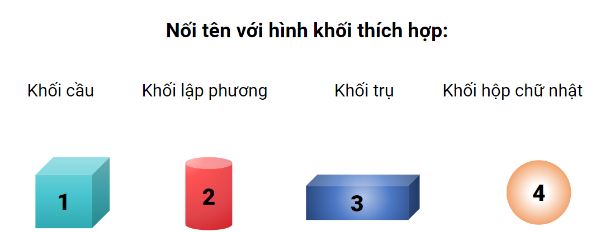 Nối tên với hình khối thích hợp:
Khối cầu Khối lập phương Khối trụ Khối hộp chữ nhật
1 2 3 4